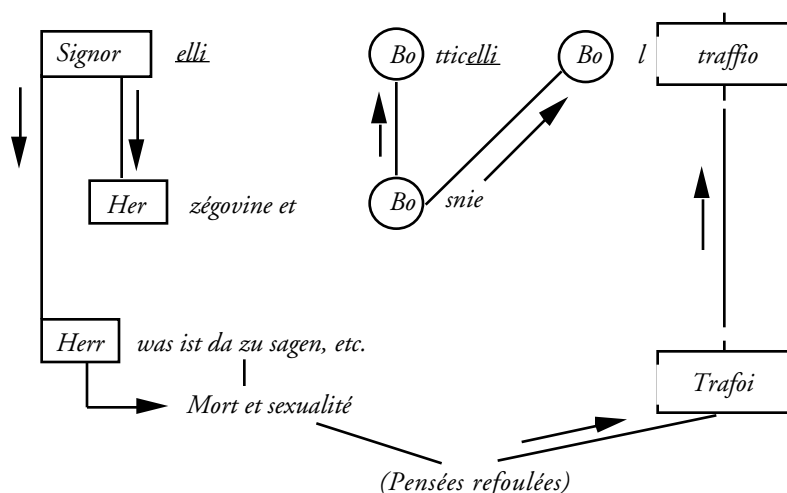 Signor elli Bo tticelli Bo l traffio
Her zégovine et Bo snie
Herr was ist da zu sagen, etc.
Trafoi
Mort et sexualité
(Pensées refoulées)